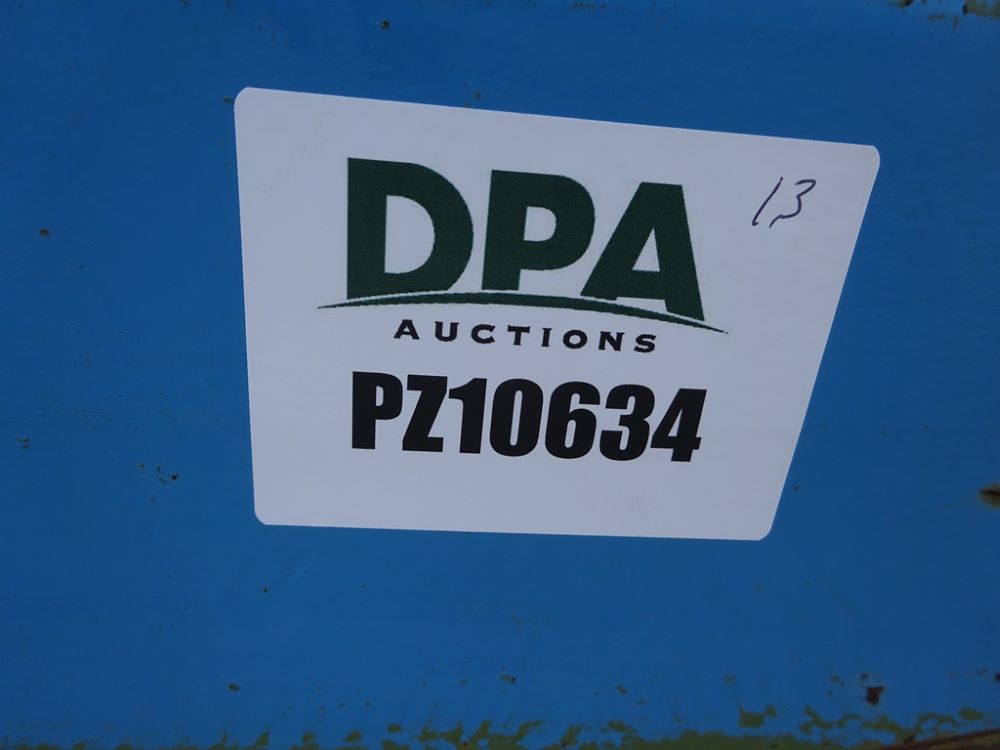 13
DPA
AUCTIONS
PZ10634